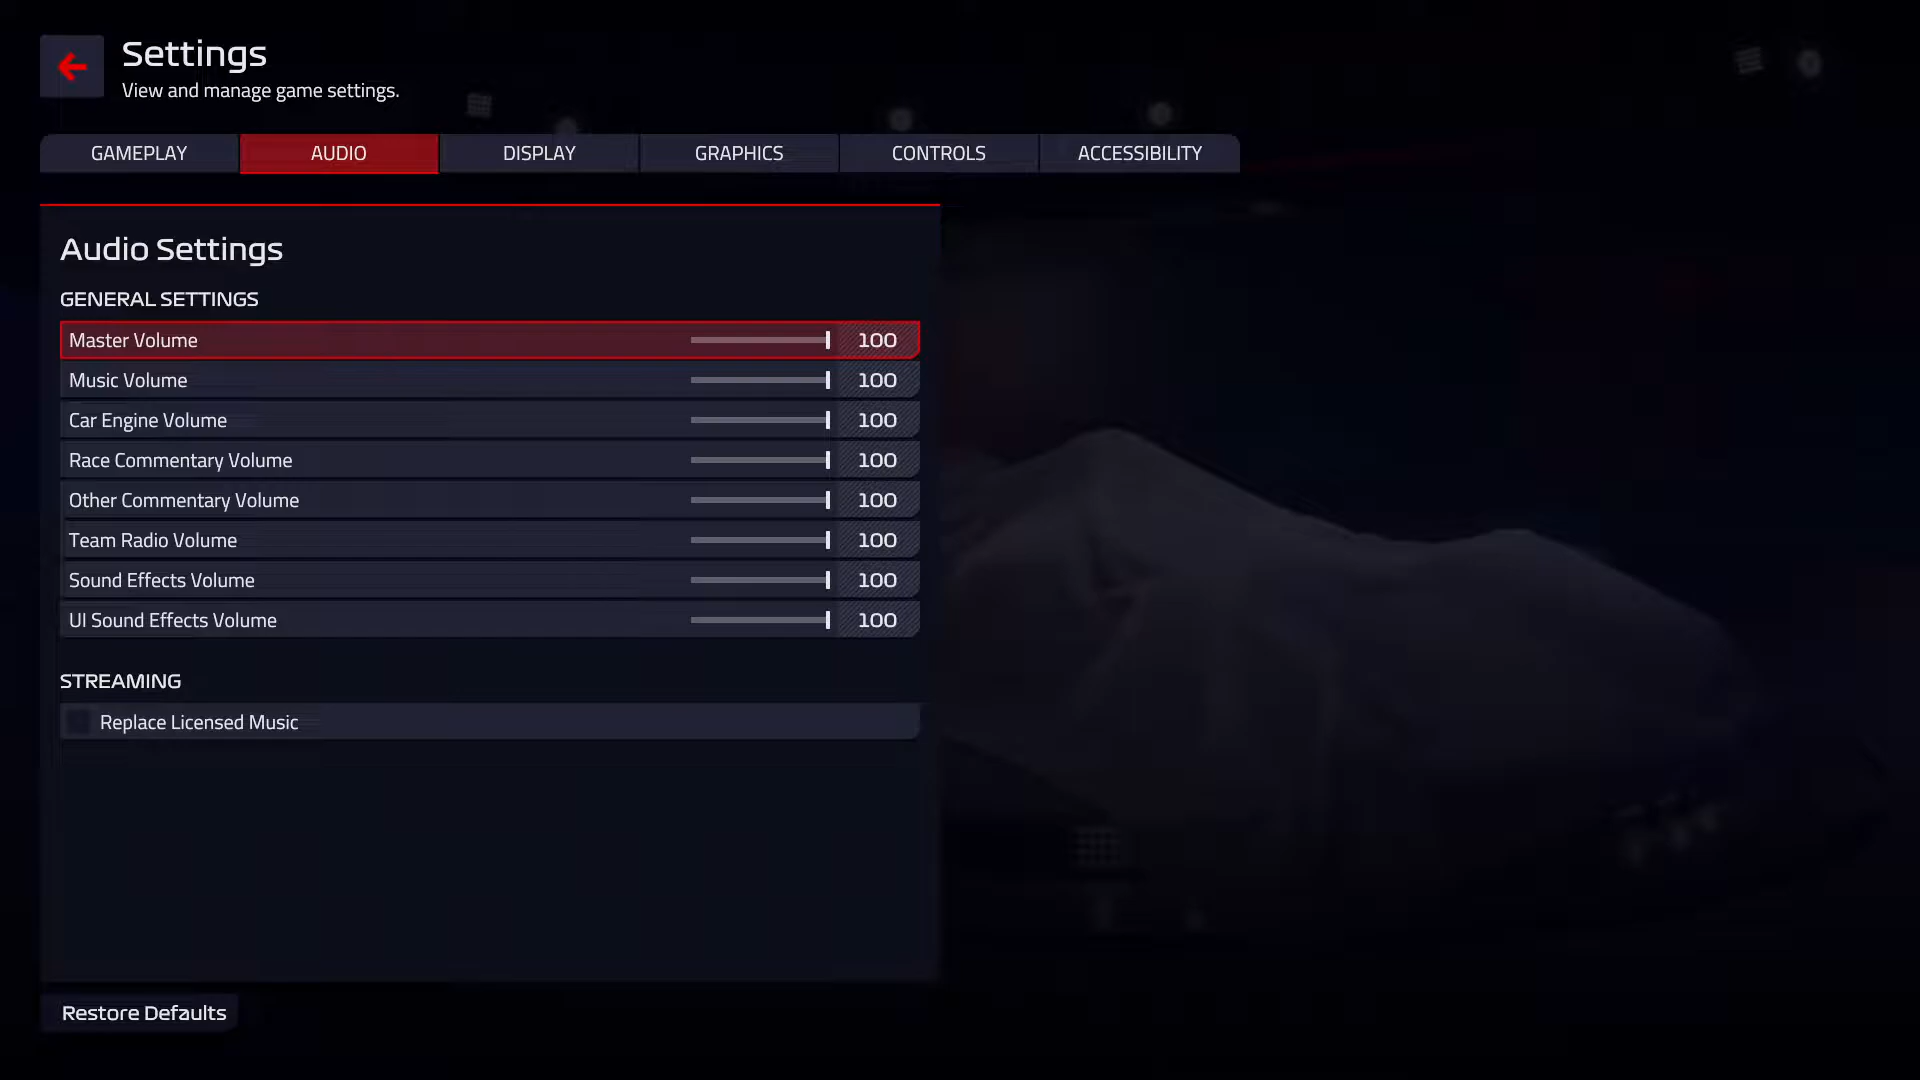 Settings
View and manage game settings.
GAMEPLAY
AUDIO
DISPLAY
GRAPHICS
CONTROLS
ACCESSIBILITY
Audio Settings
GENERAL SETTINGS
Master Volume 100
Music Volume 100
Car Engine Volume 100
Race Commentary Volume 100
Other Commentary Volume 100
Team Radio Volume 100
Sound Effects Volume 100
UI Sound Effects Volume 100
STREAMING
Replace Licensed Music
Restore Defaults